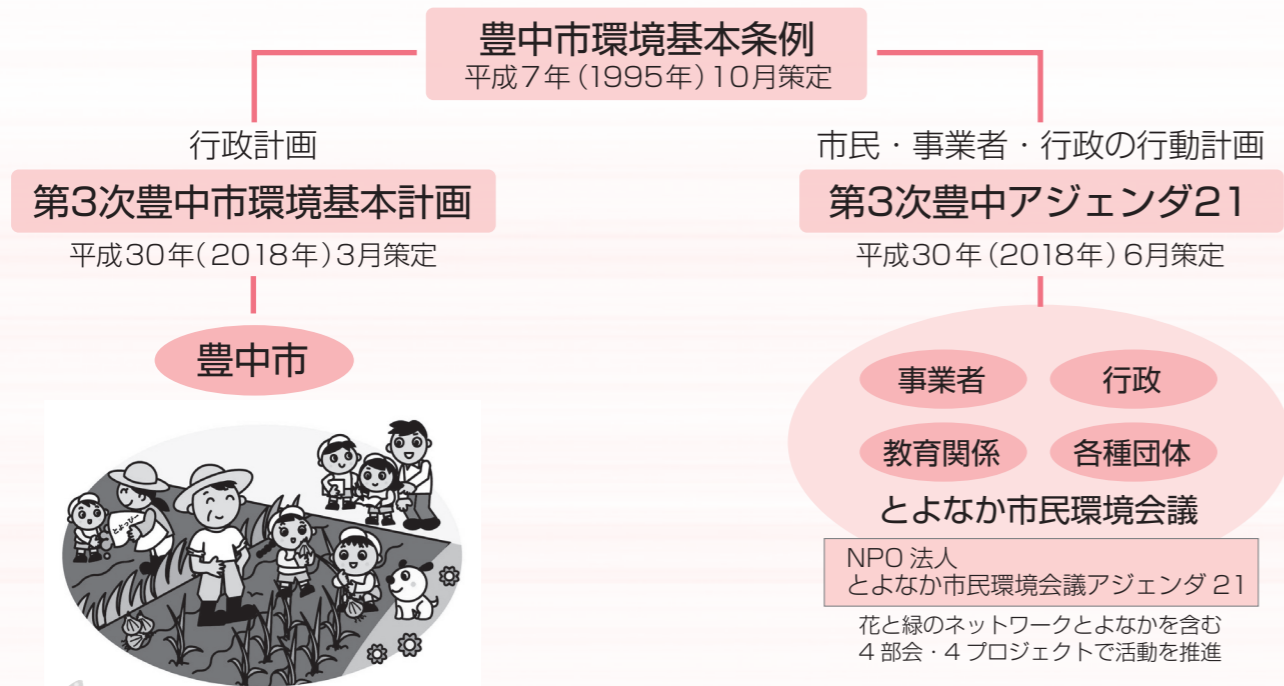 豊中市環境基本条例
平成7年(1995年)10月策定
行政計画
第3次豊中市環境基本計画
平成30年(2018年)3月策定
豊中市
とよっぴー
市民・事業者・行政の行動計画
第3次豊中アジェンダ21
平成30年(2018年)6月策定
事業者 行政
教育関係 各種団体
とよなか市民環境会議
NPO 法人
とよなか市民環境会議アジェンダ 21
花と緑のネットワークとよなかを含む
4 部会・4 プロジェクトで活動を推進